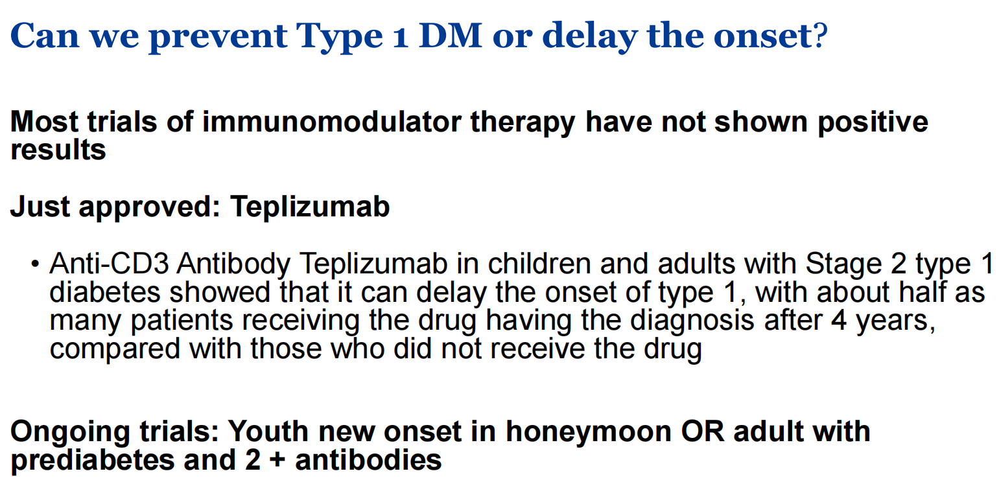 Can we prevent Type 1 DM or delay the onset?
Most trials of immunomodulator therapy have not shown positive
results
Just approved: Teplizumab
• Anti-CD3 Antibody Teplizumab in children and adults with Stage 2 type 1
diabetes showed that it can delay the onset of type 1, with about half as
many patients receiving the drug having the diagnosis after 4 years,
compared with those who did not receive the drug
Ongoing trials: Youth new onset in honeymoon OR adult with
prediabetes and 2 + antibodies